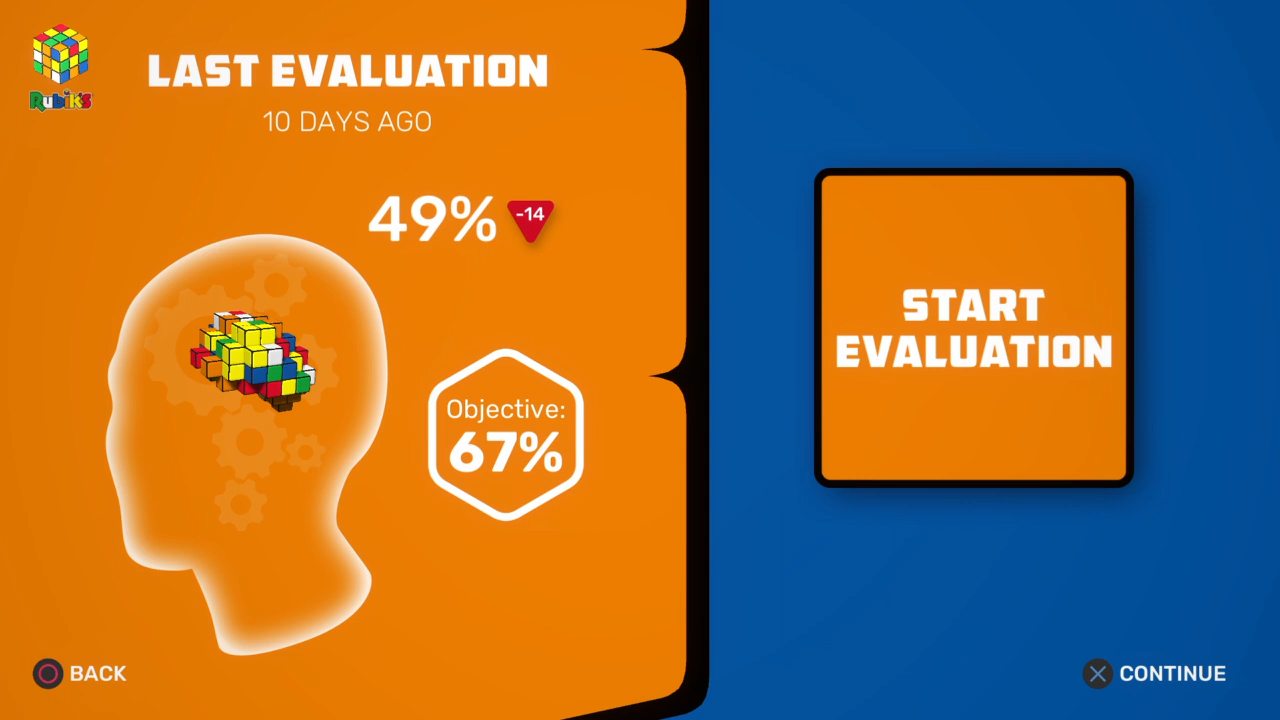 Rubik's
LAST EVALUATION
10 DAYS AGO
49%
-14
Objective:
67%
START
EVALUATION
BACK
CONTINUE